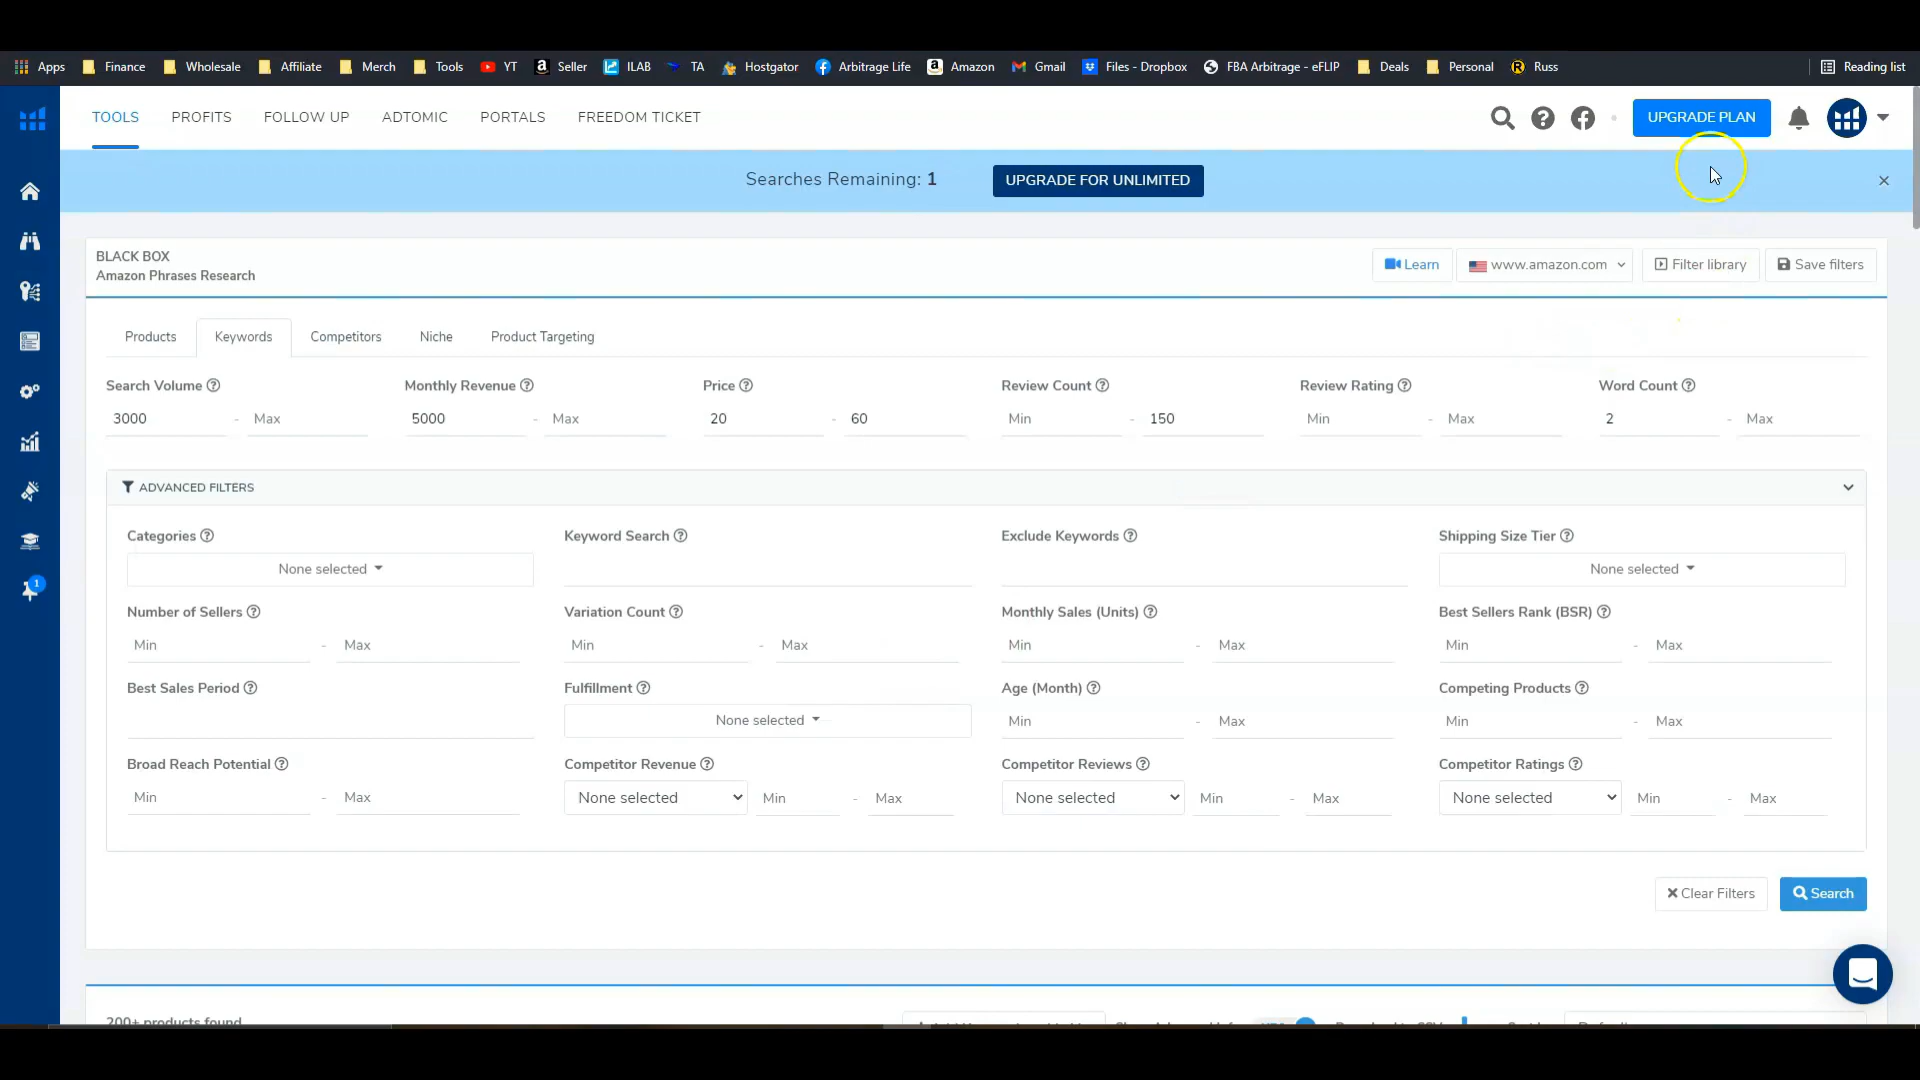 Apps Finance Wholesale Affiliate Merch Tools YT Seller ILAB TA Hostgator Arbitrage Life Amazon Gmail Files - Dropbox FBA Arbitrage - eFLIP Deals Personal Russ Reading list
TOOLS PROFITS FOLLOW UP ADTOMIC PORTALS FREEDOM TICKET UPGRADE PLAN
Searches Remaining: 1 UPGRADE FOR UNLIMITED
BLACK BOX
Amazon Phrases Research
Learn www.amazon.com Filter library Save filters
Products Keywords Competitors Niche Product Targeting
Search Volume Monthly Revenue Price Review Count Review Rating Word Count
3000 - Max 5000 - Max 20 - 60 Min - 150 Min - Max 2 - Max
ADVANCED FILTERS
Categories Keyword Search Exclude Keywords Shipping Size Tier
None selected None selected
Number of Sellers Variation Count Monthly Sales (Units) Best Sellers Rank (BSR)
Min - Max Min - Max Min - Max Min - Max
Best Sales Period Fulfillment Age (Month) Competing Products
None selected Min - Max Min - Max
Broad Reach Potential Competitor Revenue Competitor Reviews Competitor Ratings
Min - Max None selected Min - Max None selected Min - Max None selected Min - Max
Clear Filters Search
1
200+ products found